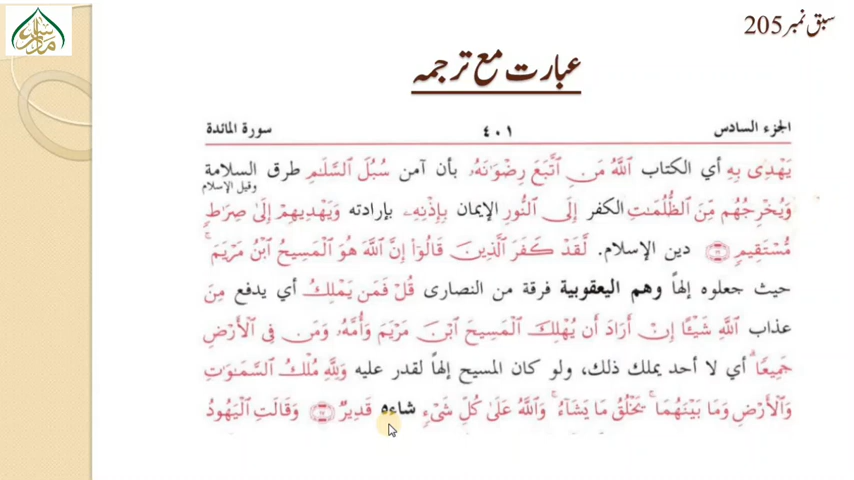 سبق نمبر 205
عبارت مع ترجمہ
الجزء السادس ٤٠١ سورة المائدة
يَهْدِى بِهِ أي الكتاب ٱللَّهُ مَنِ ٱتَّبَعَ رِضْوَٰنَهُۥ بأن آمن سُبُلَ ٱلسَّلَٰمِ طرق السلامة
وقيل الإسلام
وَيُخْرِجُهُم مِّنَ ٱلظُّلُمَٰتِ الكفر إِلَى ٱلنُّورِ الإيمان بِإِذْنِهِۦ بإرادته وَيَهْدِيهِمْ إِلَىٰ صِرَٰطٍ
مُّسْتَقِيمٍ ﴿١٦﴾ دين الإسلام. لَّقَدْ كَفَرَ ٱلَّذِينَ قَالُوٓا۟ إِنَّ ٱللَّهَ هُوَ ٱلْمَسِيحُ ٱبْنُ مَرْيَمَ ۚ
حيث جعلوه إلهاً وهم اليعقوبية فرقة من النصارى قُلْ فَمَن يَمْلِكُ أي يدفع مِنَ
عذاب ٱللَّهِ شَيْـًٔا إِنْ أَرَادَ أَن يُهْلِكَ ٱلْمَسِيحَ ٱبْنَ مَرْيَمَ وَأُمَّهُۥ وَمَن فِى ٱلْأَرْضِ
جَمِيعًا ۗ أي لا أحد يملك ذلك، ولو كان المسيح إلهاً لقدر عليه وَلِلَّهِ مُلْكُ ٱلسَّمَٰوَٰتِ
وَٱلْأَرْضِ وَمَا بَيْنَهُمَا ۚ يَخْلُقُ مَا يَشَآءُ ۚ وَٱللَّهُ عَلَىٰ كُلِّ شَىْءٍ شاءه قَدِيرٌ ﴿١٧﴾ وَقَالَتِ ٱلْيَهُودُ